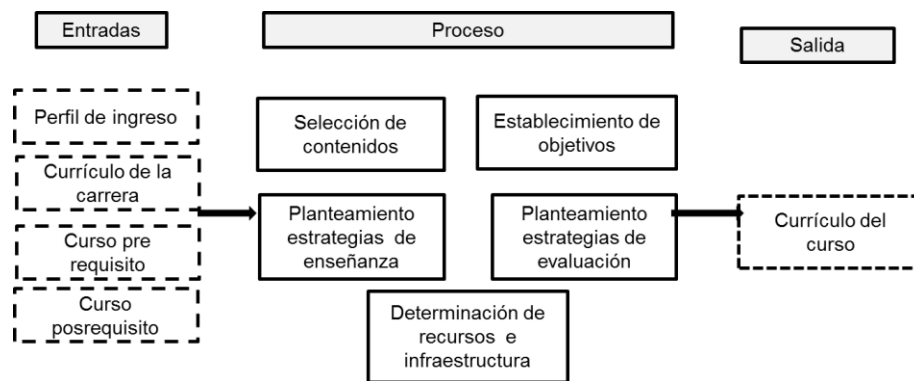 Entradas
Proceso
Salida
Perfil de ingreso
Currículo de la
carrera
Curso pre
requisito
Curso
posrequisito
Selección de
contenidos
Establecimiento de
objetivos
Planteamiento
estrategias de
enseñanza
Planteamiento
estrategias de
evaluación
Determinación de
recursos e
infraestructura
Currículo del
curso